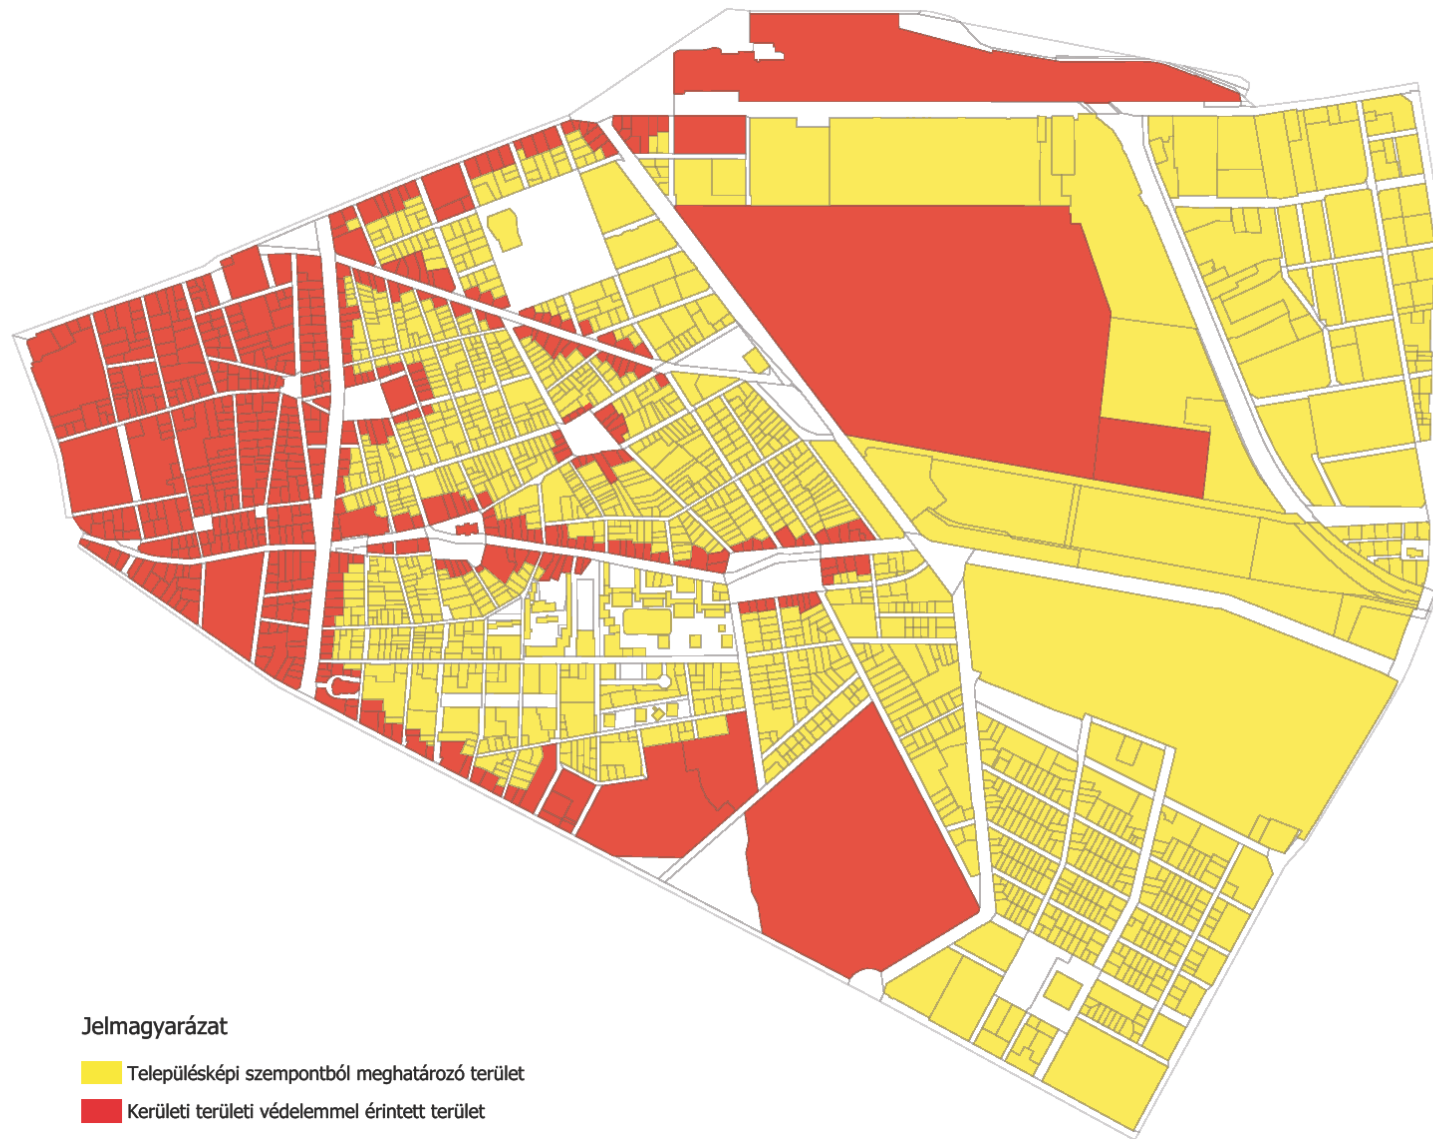 Jelmagyarázat
Településképi szempontból meghatározó terület
Kerületi területi védelemmel érintett terület